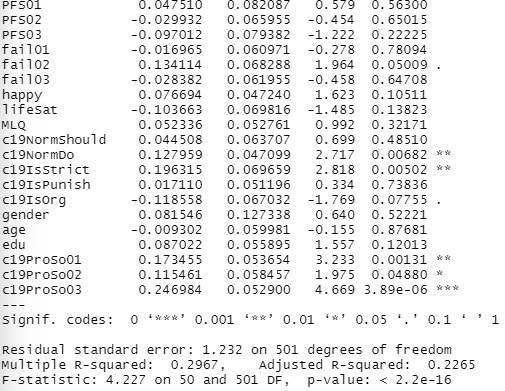 PFS01 0.047510 0.082087 0.579 0.56300
PFS02 -0.029932 0.065955 -0.454 0.65015
PFS03 -0.097012 0.079382 -1.222 0.22225
fail01 -0.016965 0.060971 -0.278 0.78094
fail02 0.134114 0.068288 1.964 0.05009 .
fail03 -0.028382 0.061955 -0.458 0.64708
happy 0.076694 0.047240 1.623 0.10511
lifeSat -0.103663 0.069816 -1.485 0.13823
MLQ 0.052336 0.052761 0.992 0.32171
c19NormShould 0.044508 0.063707 0.699 0.48510
c19NormDo 0.127959 0.047099 2.717 0.00682 **
c19IsStrict 0.196315 0.069659 2.818 0.00502 **
c19IsPunish 0.017110 0.051196 0.334 0.73836
c19IsOrg -0.118558 0.067032 -1.769 0.07755 .
gender 0.081546 0.127338 0.640 0.52221
age -0.009302 0.059981 -0.155 0.87681
edu 0.087022 0.055895 1.557 0.12013
c19ProSo01 0.173455 0.053654 3.233 0.00131 **
c19ProSo02 0.115461 0.058457 1.975 0.04880 *
c19ProSo03 0.246984 0.052900 4.669 3.89e-06 ***
---
Signif. codes: 0 ‘***’ 0.001 ‘**’ 0.01 ‘*’ 0.05 ‘.’ 0.1 ‘ ’ 1
Residual standard error: 1.232 on 501 degrees of freedom
Multiple R-squared: 0.2967, Adjusted R-squared: 0.2265
F-statistic: 4.227 on 50 and 501 DF, p-value: < 2.2e-16